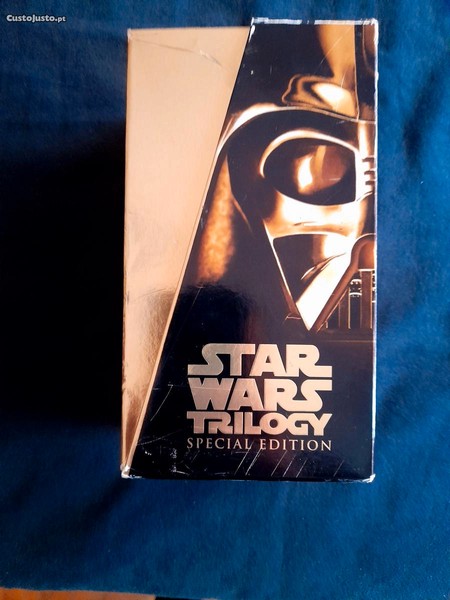 CustoJusto.pt
STAR
WARS
TRILOGY
SPECIAL EDITION